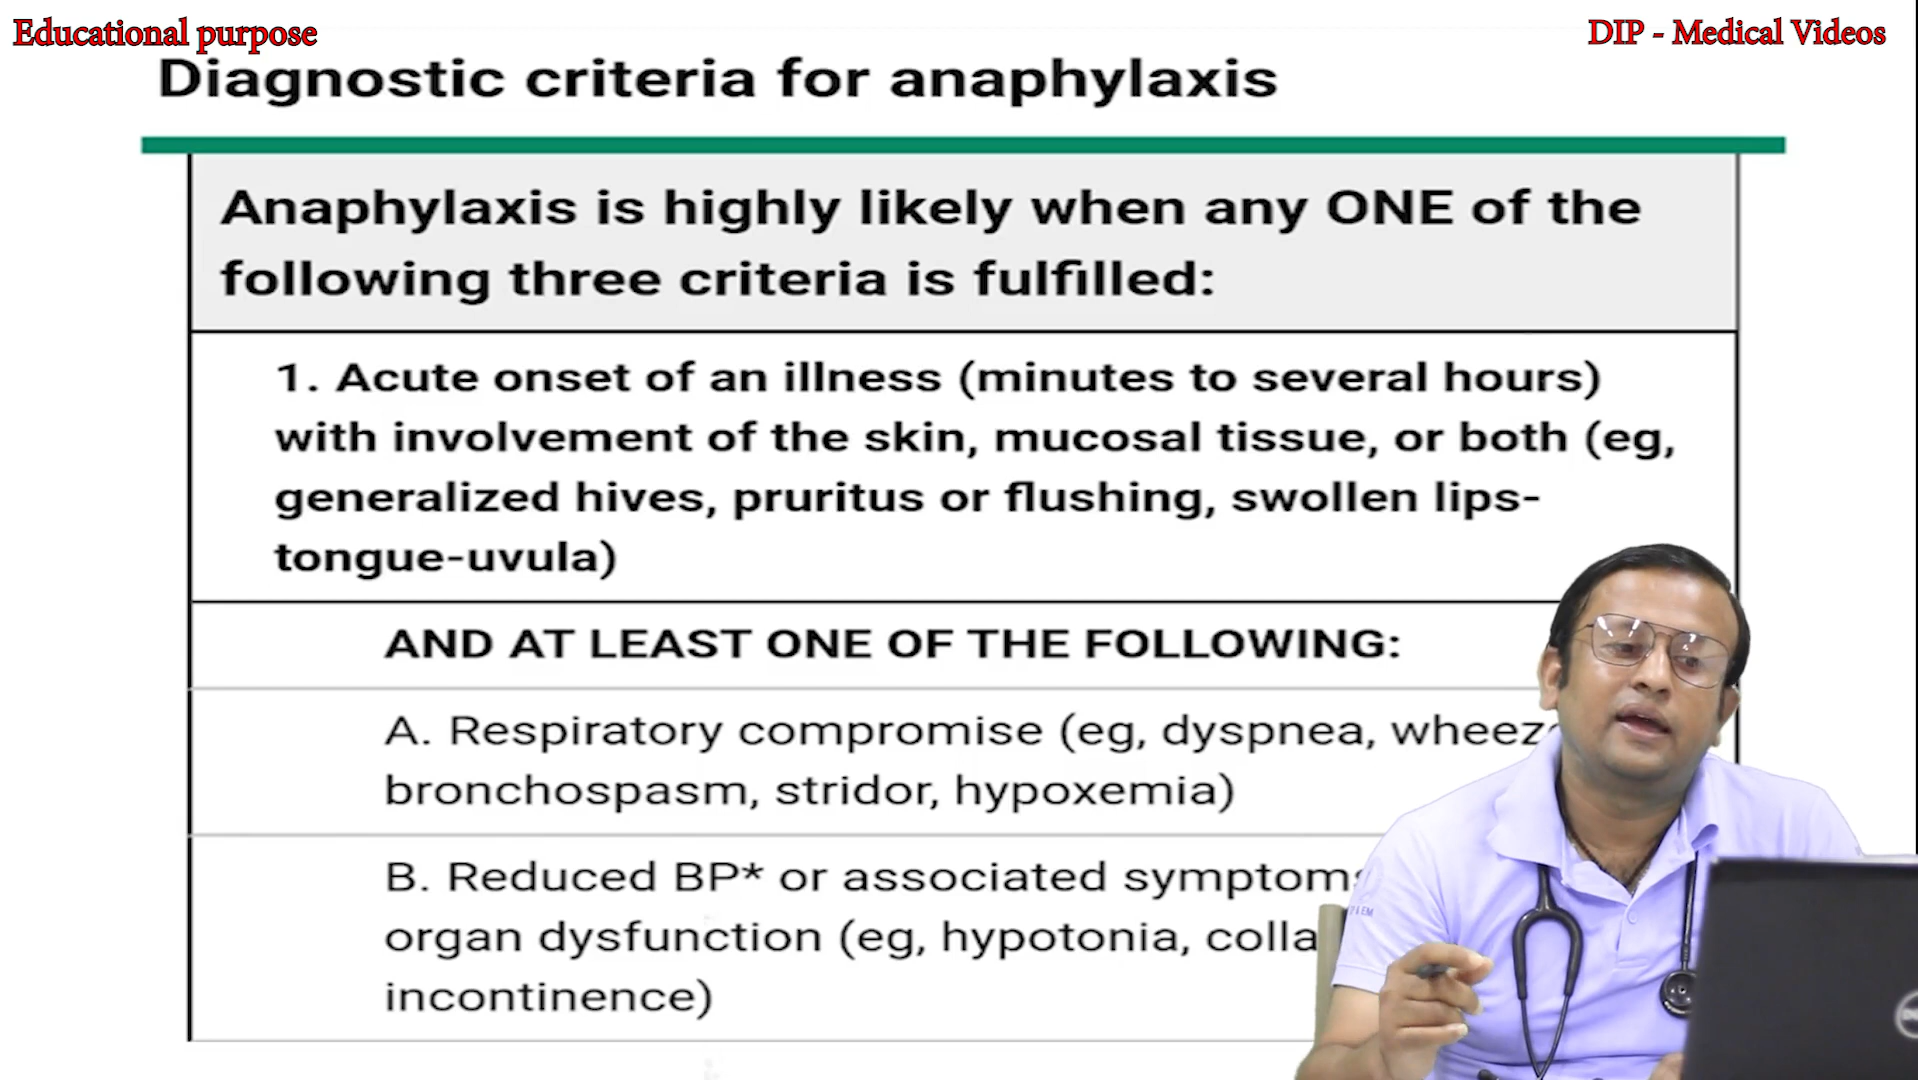 Educational purpose
DIP - Medical Videos
Diagnostic criteria for anaphylaxis
Anaphylaxis is highly likely when any ONE of the
following three criteria is fulfilled:
1. Acute onset of an illness (minutes to several hours)
with involvement of the skin, mucosal tissue, or both (eg,
generalized hives, pruritus or flushing, swollen lips-
tongue-uvula)
AND AT LEAST ONE OF THE FOLLOWING:
A. Respiratory compromise (eg, dyspnea,
bronchospasm, stridor, hypoxemia)
B. Reduced BP* or associated
organ dysfunction (eg, hypotonia,
incontinence)